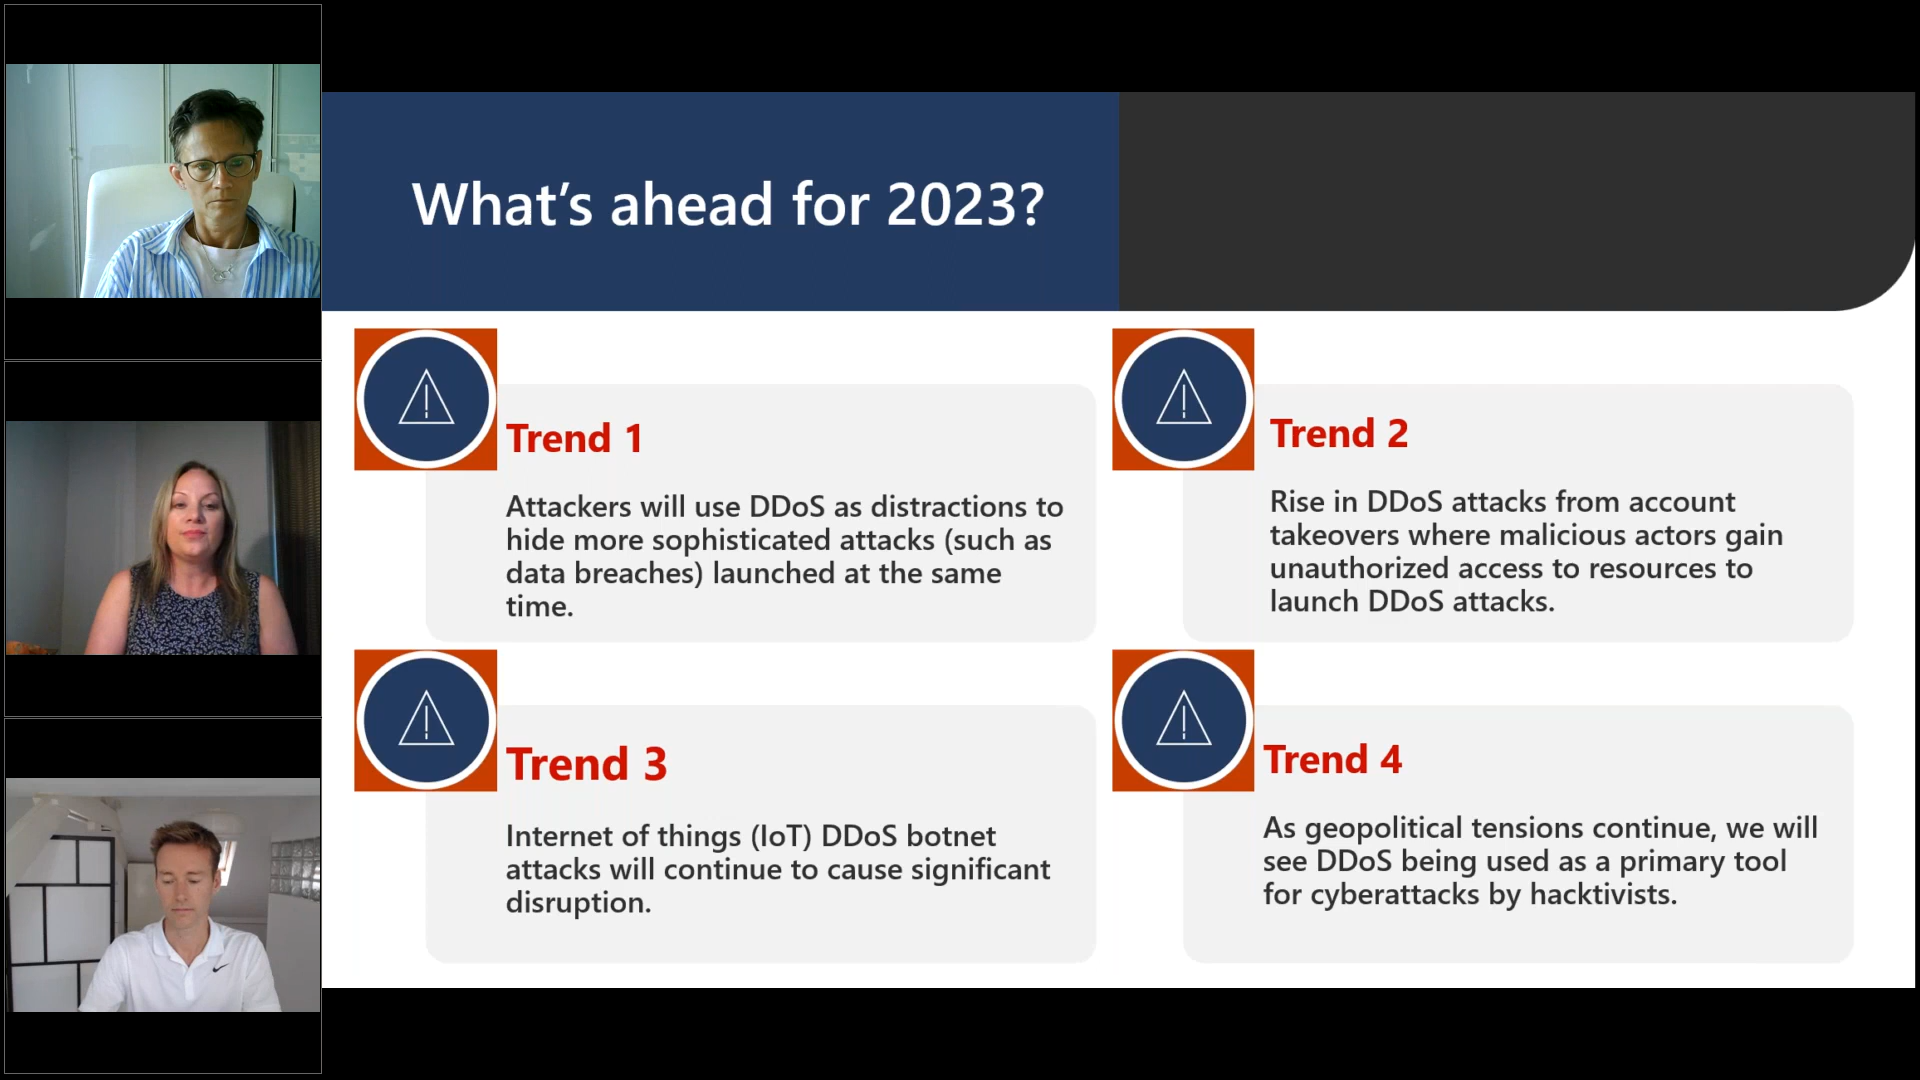 What’s ahead for 2023?
Trend 1
Attackers will use DDoS as distractions to
hide more sophisticated attacks (such as
data breaches) launched at the same
time.
Trend 2
Rise in DDoS attacks from account
takeovers where malicious actors gain
unauthorized access to resources to
launch DDoS attacks.
Trend 3
Internet of things (IoT) DDoS botnet
attacks will continue to cause significant
disruption.
Trend 4
As geopolitical tensions continue, we will
see DDoS being used as a primary tool
for cyberattacks by hacktivists.